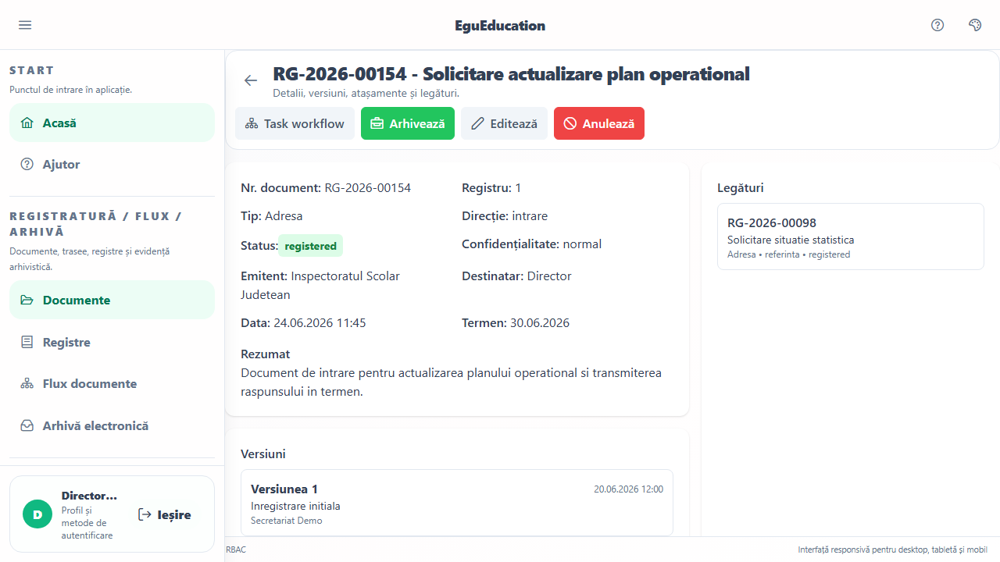 EguEducation
START
Punctul de intrare în aplicație.
Acasă
Ajutor
REGISTRATURĂ / FLUX /
ARHIVĂ
Documente, trasee, registre și evidență
arhivistică.
Documente
Registre
Flux documente
Arhivă electronică
Director...
Profil și
metode de
autentificare
D
Ieșire
RG-2026-00154 - Solicitare actualizare plan operational
Detalii, versiuni, atașamente și legături.
Task workflow
Arhivează
Editează
Anulează
Nr. document: RG-2026-00154
Registru: 1
Tip: Adresa
Direcție: intrare
Status: registered
Confidențialitate: normal
Emitent: Inspectoratul Scolar
Judetean
Destinatar: Director
Data: 24.06.2026 11:45
Termen: 30.06.2026
Rezumat
Document de intrare pentru actualizarea planului operational si transmiterea
raspunsului in termen.
Versiuni
Versiunea 1
20.06.2026 12:00
Inregistrare initiala
Secretariat Demo
Legături
RG-2026-00098
Solicitare situatie statistica
Adresa • referinta • registered
RBAC
Interfață responsivă pentru desktop, tabletă și mobil